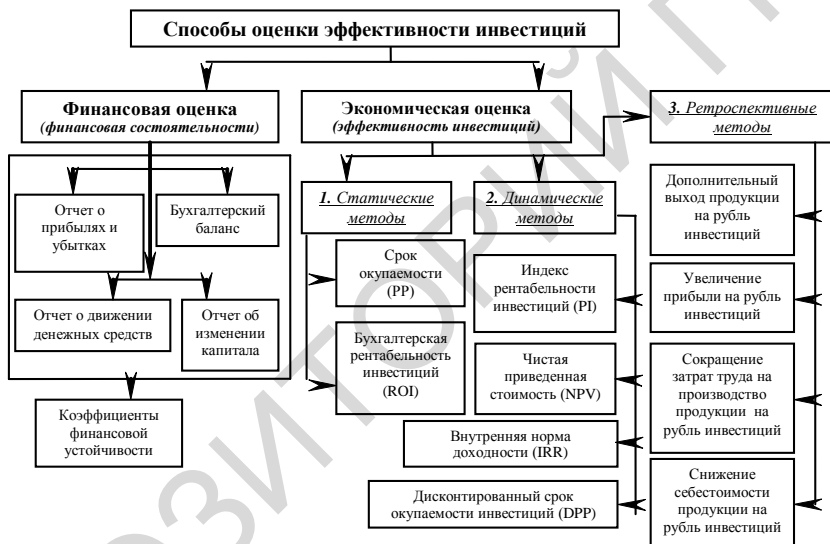 Способы оценки эффективности инвестиций
Финансовая оценка
(финансовая состоятельности)
Экономическая оценка
(эффективность инвестиций)
3. Ретроспективные
методы
Отчет о
прибылях и
убытках
Бухгалтерский
баланс
Отчет о движении
денежных средств
Отчет об
изменении
капитала
Коэффициенты
финансовой
устойчивости
1. Статические
методы
Срок
окупаемости
(PP)
Бухгалтерская
рентабельность
инвестиций
(ROI)
2. Динамические
методы
Индекс
рентабельности
инвестиций (PI)
Чистая
приведенная
стоимость (NPV)
Внутренняя норма
доходности (IRR)
Дисконтированный срок
окупаемости инвестиций (DPP)
Дополнительный
выход продукции
на рубль
инвестиций
Увеличение
прибыли на рубль
инвестиций
Сокращение
затрат труда на
производство
продукции на
рубль инвестиций
Снижение
себестоимости
продукции на
рубль инвестиций